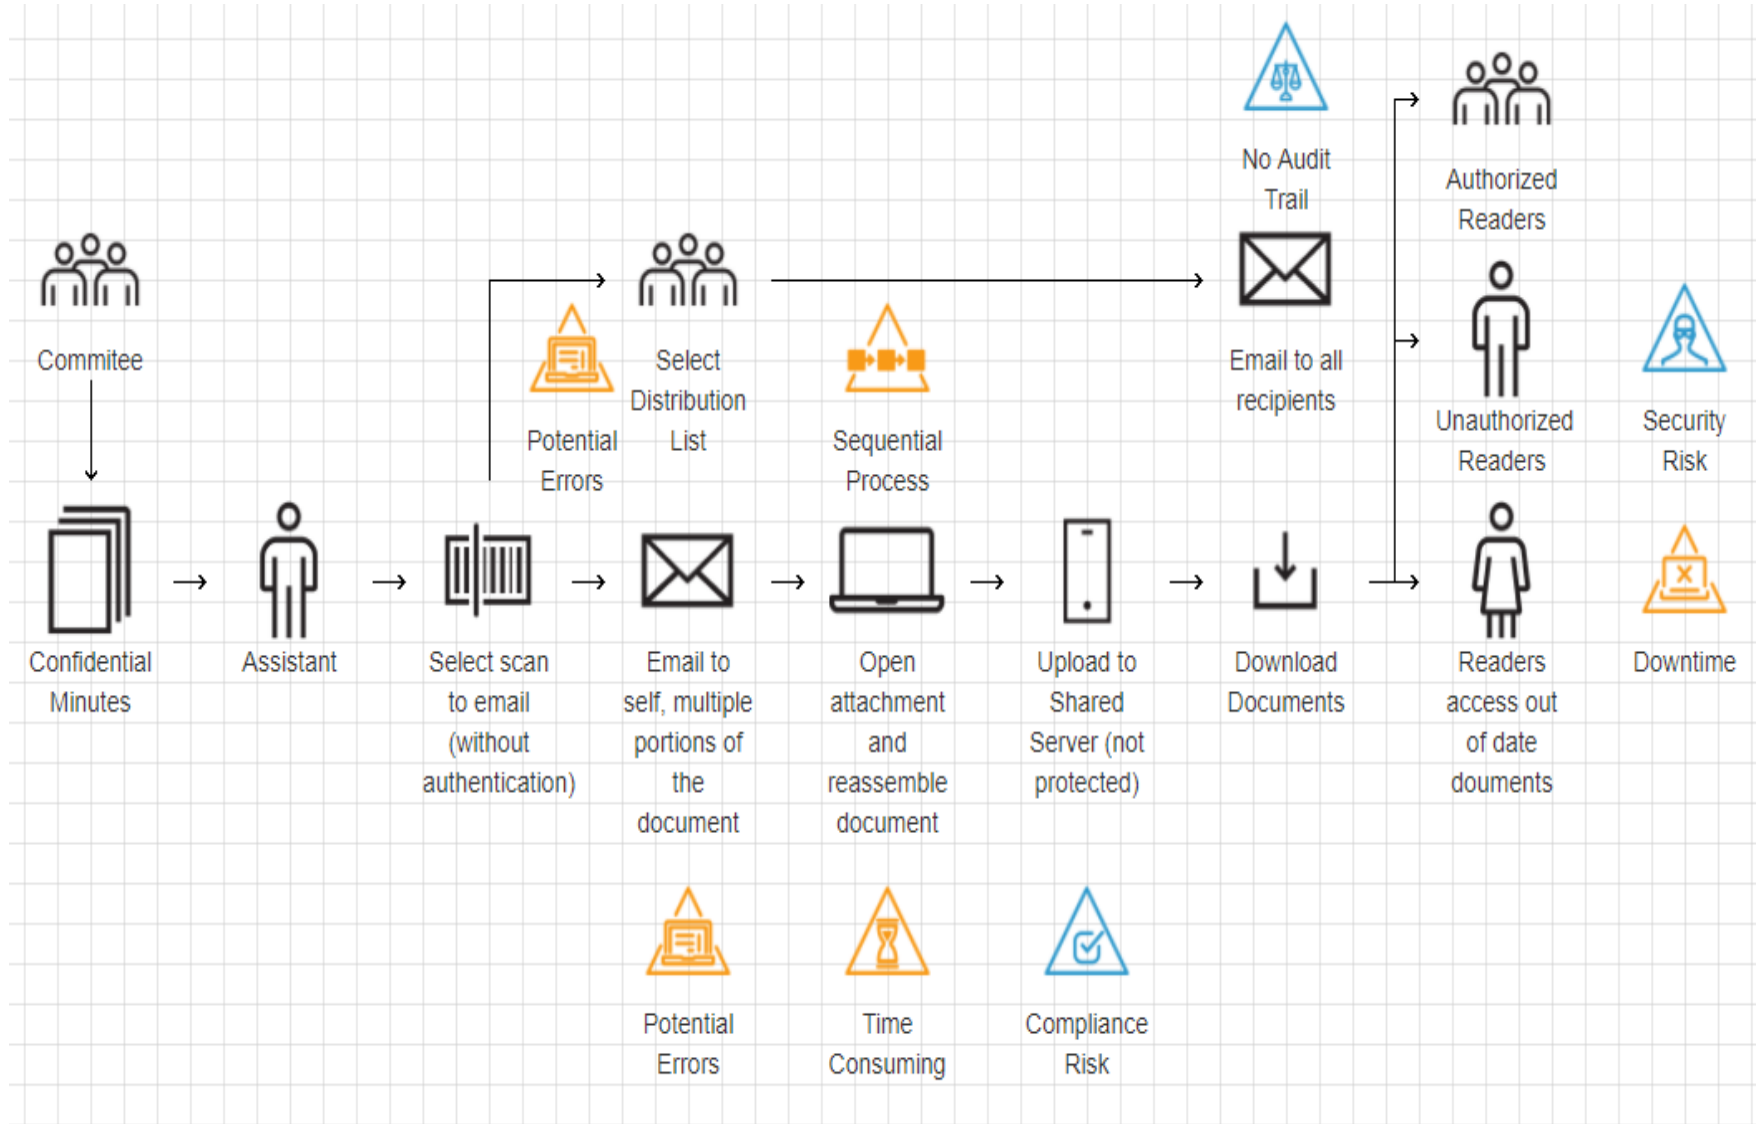 No Audit
Trail
Authorized
Readers
Commitee
Potential
Errors
Select
Distribution
List
Sequential
Process
Email to all
recipients
Unauthorized
Readers
Security
Risk
Confidential
Minutes
Assistant
Select scan
to email
(without
authentication)
Email to
self, multiple
portions of
the
document
Open
attachment
and
reassemble
document
Upload to
Shared
Server (not
protected)
Download
Documents
Readers
access out
of date
douments
Downtime
Potential
Errors
Time
Consuming
Compliance
Risk